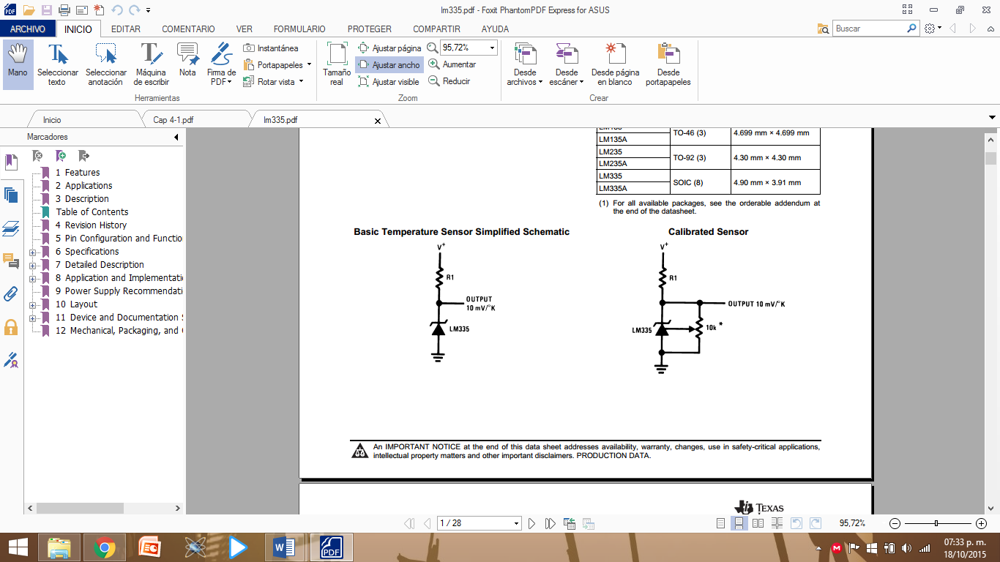 lm335.pdf - Foxit PhantomPDF Express for ASUS
ARCHIVO INICIO EDITAR COMENTARIO VER FORMULARIO PROTEGER COMPARTIR AYUDA
Buscar
Mano
Seleccionar texto
Seleccionar anotación
Máquina de escribir
Nota
Firma de PDF
Instantánea
Portapapeles
Rotar vista
Herramientas
Tamaño real
Ajustar página
Ajustar ancho
Ajustar visible
95,72%
Aumentar
Reducir
Zoom
Desde archivos
Desde escáner
Desde página en blanco
Desde portapapeles
Crear
Inicio
Cap 4-1.pdf
lm335.pdf
Marcadores
1 Features
2 Applications
3 Description
Table of Contents
4 Revision History
5 Pin Configuration and Functio
6 Specifications
7 Detailed Description
8 Application and Implementati
9 Power Supply Recommendati
10 Layout
11 Device and Documentation S
12 Mechanical, Packaging, and
LM135A
TO-46 (3)
4.699 mm × 4.699 mm
LM235
LM235A
TO-92 (3)
4.30 mm × 4.30 mm
LM335
LM335A
SOIC (8)
4.90 mm × 3.91 mm
(1) For all available packages, see the orderable addendum at
the end of the datasheet.
Basic Temperature Sensor Simplified Schematic
V+
R1
OUTPUT
10 mV/°K
LM335
Calibrated Sensor
V+
R1
OUTPUT 10 mV/°K
LM335
10k *
An IMPORTANT NOTICE at the end of this data sheet addresses availability, warranty, changes, use in safety-critical applications,
intellectual property matters and other important disclaimers. PRODUCTION DATA.
TEXAS
1 / 28
95,72%
07:33 p. m.
18/10/2015